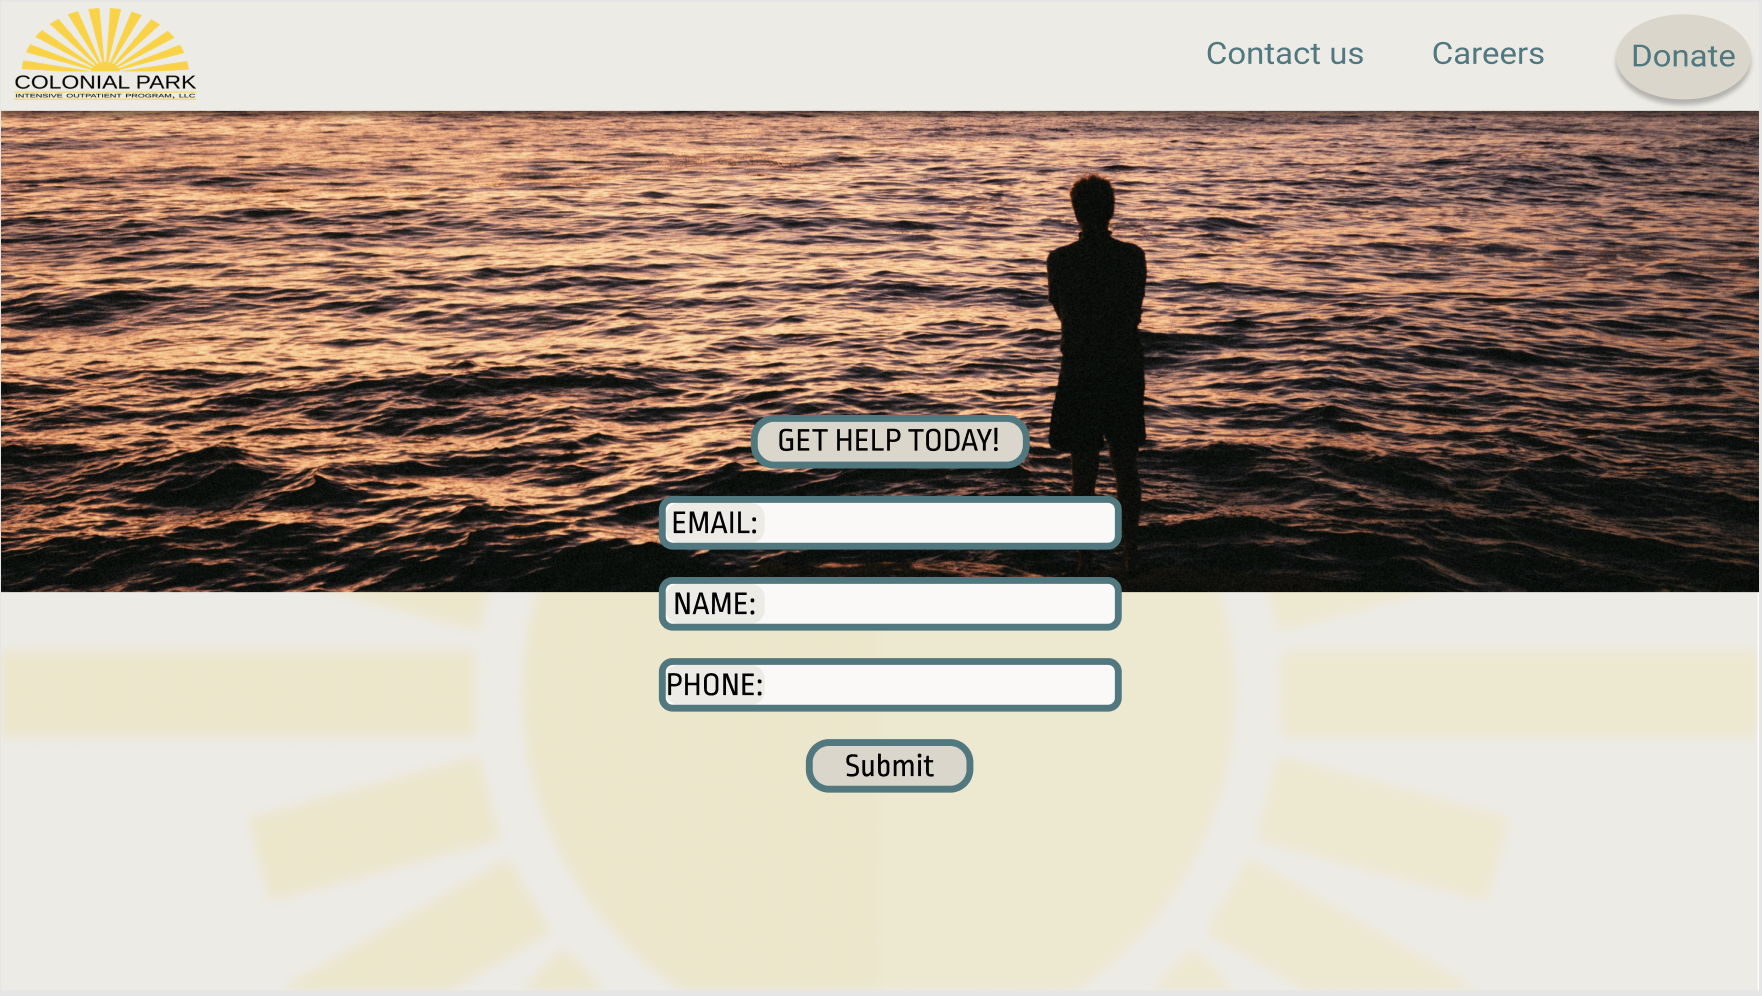 COLONIAL PARK
INTENSIVE OUTPATIENT PROGRAM, LLC
Contact us
Careers
Donate
GET HELP TODAY!
EMAIL:
NAME:
PHONE:
Submit